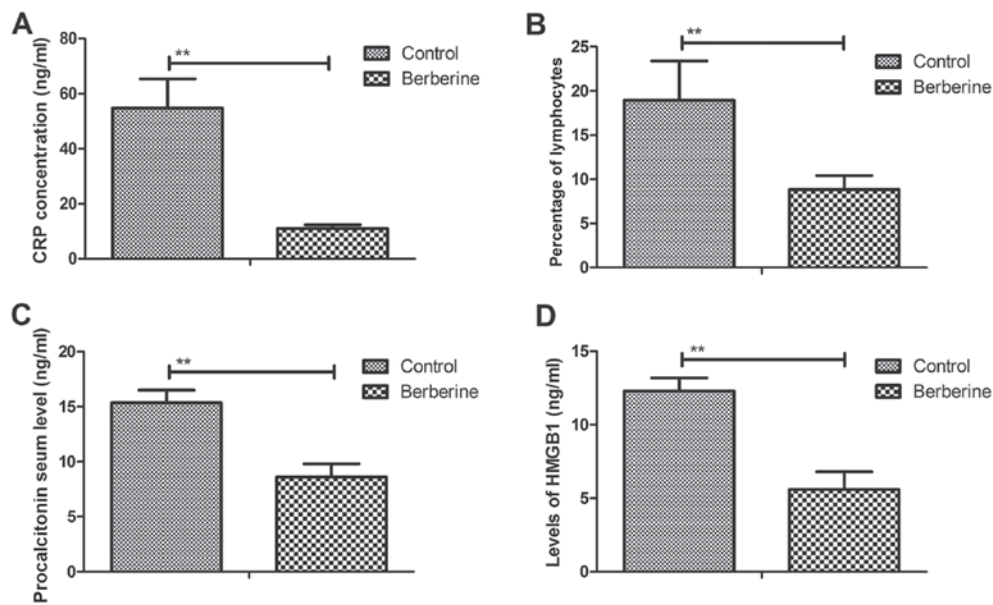 A
CRP concentration (ng/ml)
80
60
40
20
0
**
Control
Berberine
B
Percentage of lymphocytes
25
20
15
10
5
0
**
Control
Berberine
C
Procalcitonin seum level (ng/ml)
20
15
10
5
0
**
Control
Berberine
D
Levels of HMGB1 (ng/ml)
15
10
5
0
**
Control
Berberine